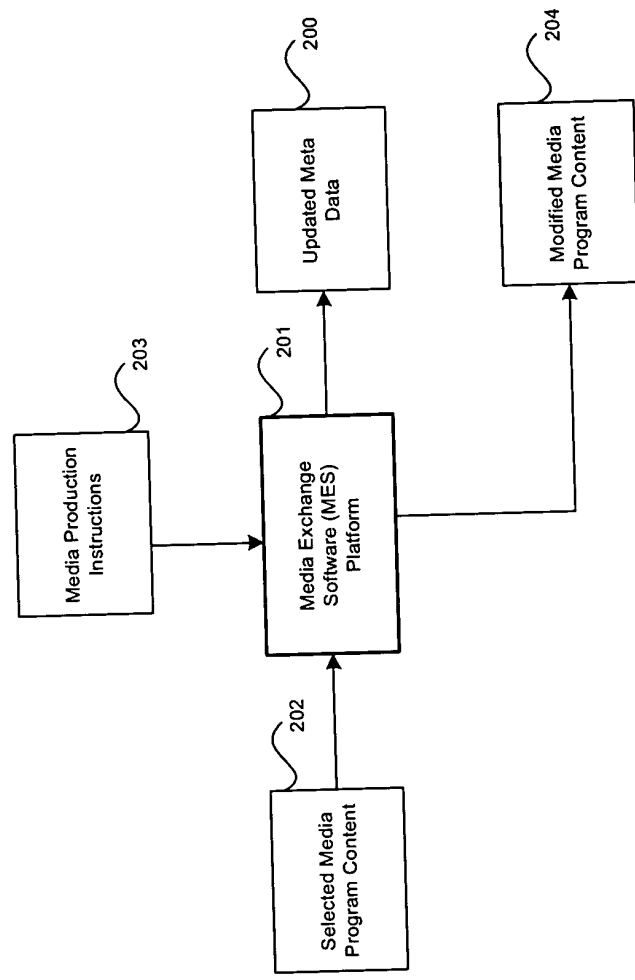 203
Media Production
Instructions
202
Selected Media
Program Content
201
Media Exchange
Software (MES)
Platform
200
Updated Meta
Data
204
Modified Media
Program Content